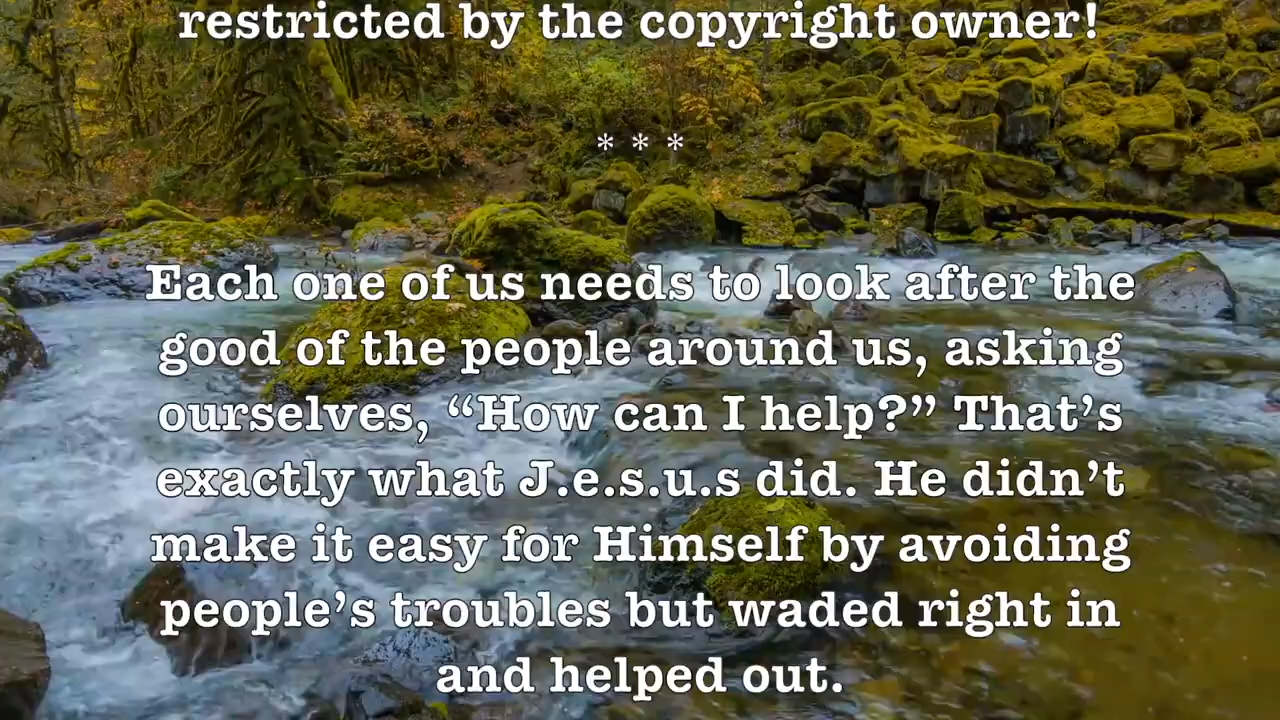 restricted by the copyright owner!
* * *
Each one of us needs to look after the
good of the people around us, asking
ourselves, “How can I help?” That’s
exactly what J.e.s.u.s did. He didn’t
make it easy for Himself by avoiding
people’s troubles but waded right in
and helped out.